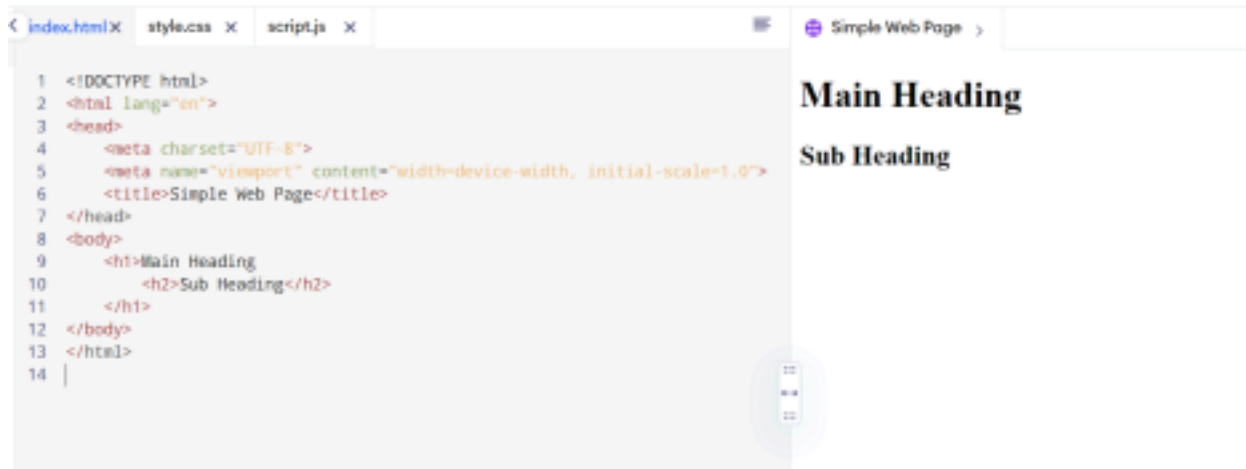 index.html style.css script.js
Simple Web Page
1 <!DOCTYPE html>
2 <html lang="en">
3 <head>
4     <meta charset="UTF-8">
5     <meta name="viewport" content="width=device-width, initial-scale=1.0">
6     <title>Simple Web Page</title>
7 </head>
8 <body>
9     <h1>Main Heading
10         <h2>Sub Heading</h2>
11     </h1>
12 </body>
13 </html>
14
Main Heading
Sub Heading